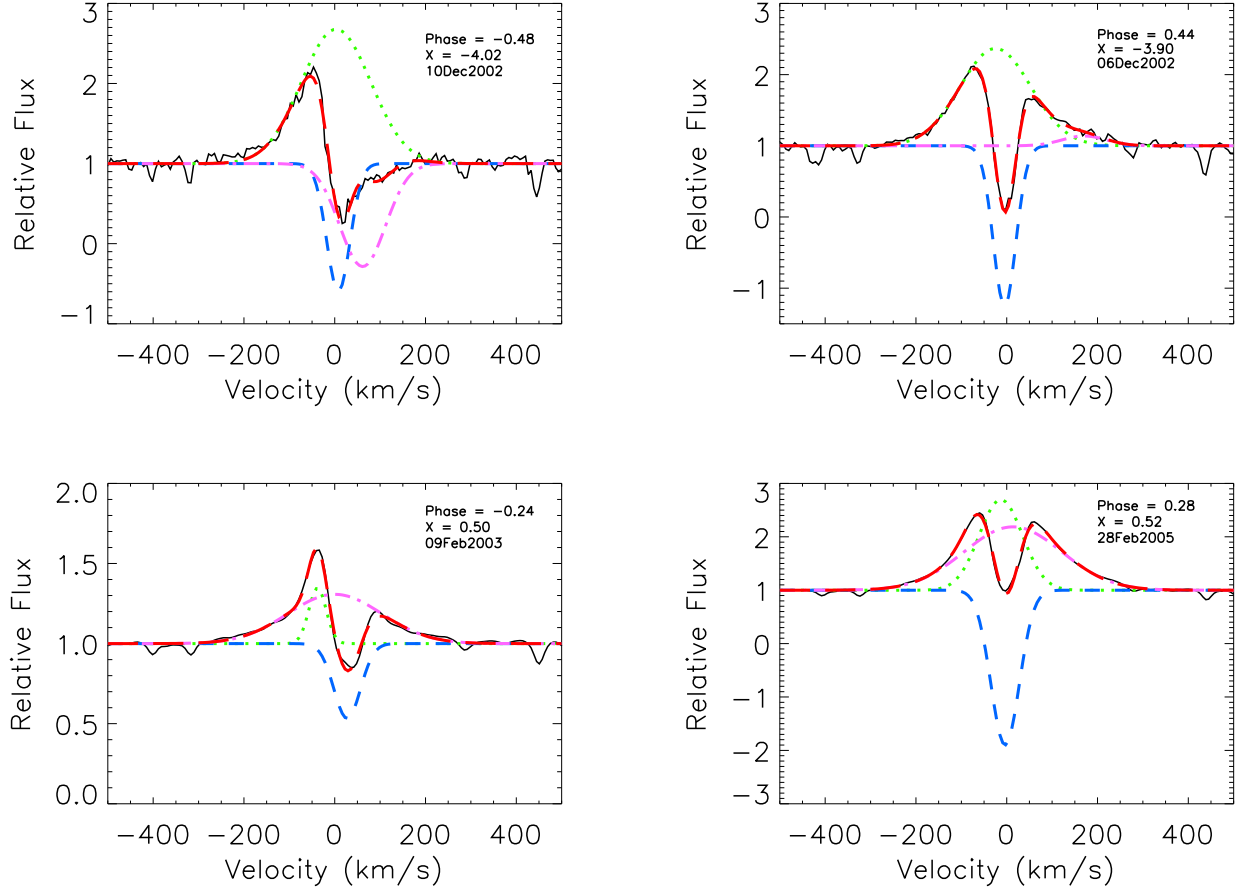 3
2
1
0
−1
Relative Flux
Phase = −0.48
X = −4.02
10Dec2002
−400 −200 0 200 400
Velocity (km/s)
3
2
1
0
−1
Relative Flux
Phase = 0.44
X = −3.90
06Dec2002
−400 −200 0 200 400
Velocity (km/s)
2.0
1.5
1.0
0.5
0.0
Relative Flux
Phase = −0.24
X = 0.50
09Feb2003
−400 −200 0 200 400
Velocity (km/s)
3
2
1
0
−1
−2
−3
Relative Flux
Phase = 0.28
X = 0.52
28Feb2005
−400 −200 0 200 400
Velocity (km/s)